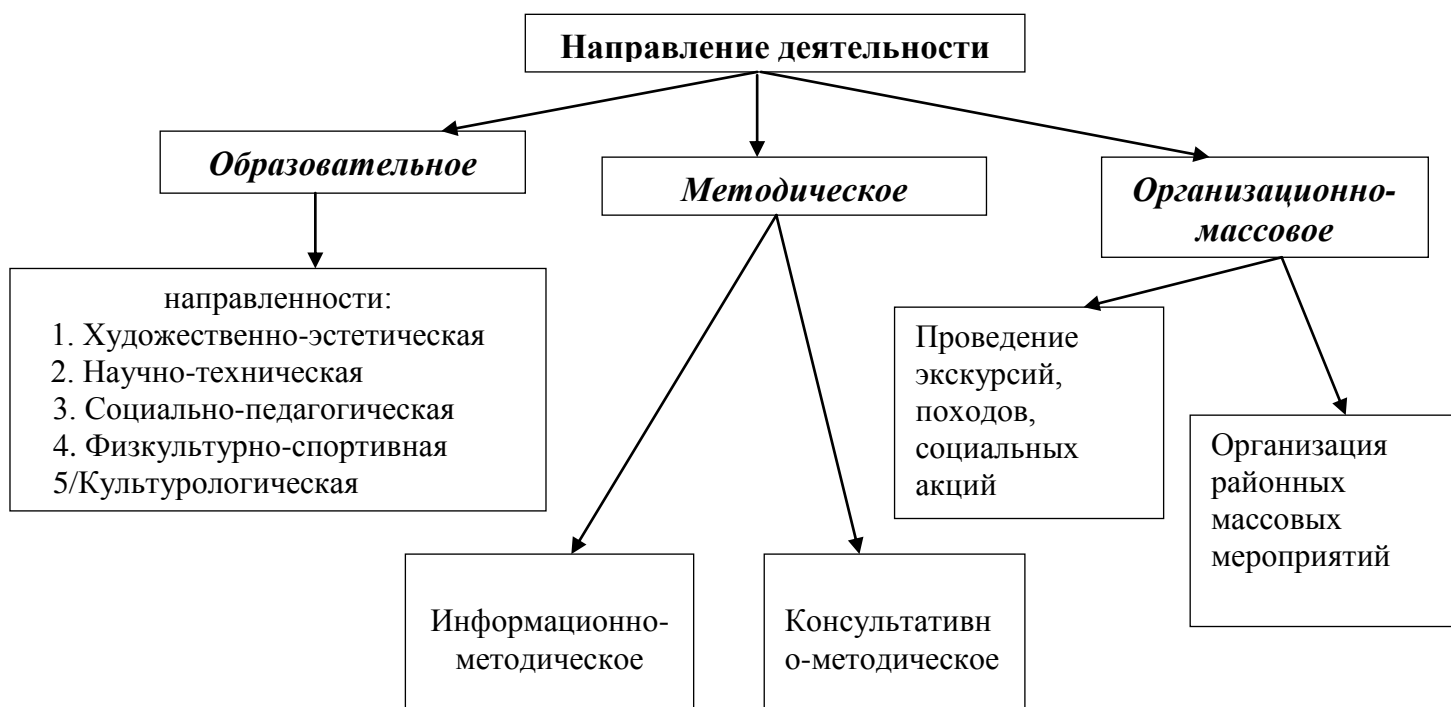 Направление деятельности
Образовательное
Методическое
Организационно-
массовое
направленности:
1. Художественно-эстетическая
2. Научно-техническая
3. Социально-педагогическая
4. Физкультурно-спортивная
5/Культурологическая
Проведение
экскурсий,
походов,
социальных
акций
Организация
районных
массовых
мероприятий
Информационно-
методическое
Консультативн
о-методическое